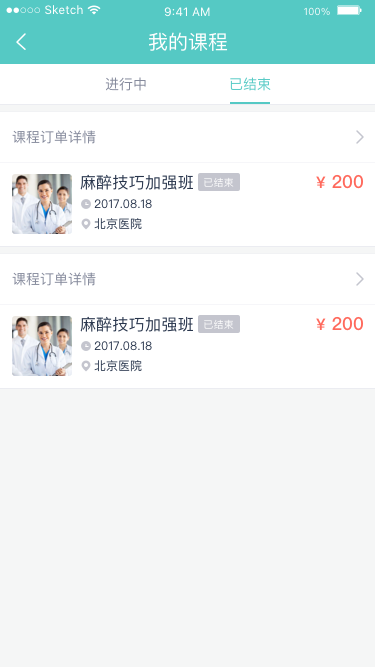 Sketch 9:41 AM 100%
我的课程
进行中 已结束
课程订单详情
麻醉技巧加强班 已结束 ¥ 200
2017.08.18
北京医院
课程订单详情
麻醉技巧加强班 已结束 ¥ 200
2017.08.18
北京医院